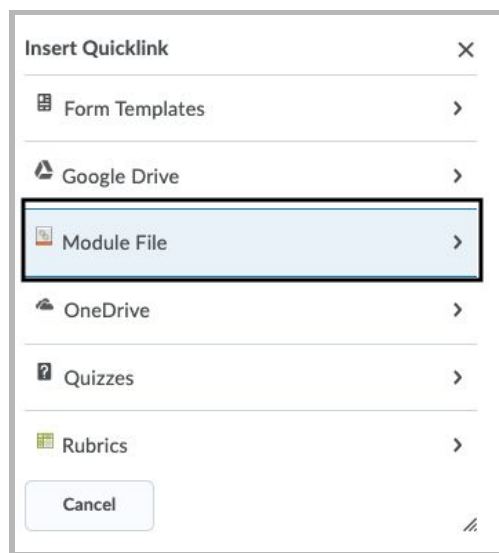 Insert Quicklink
Form Templates
Google Drive
Module File
OneDrive
Quizzes
Rubrics
Cancel